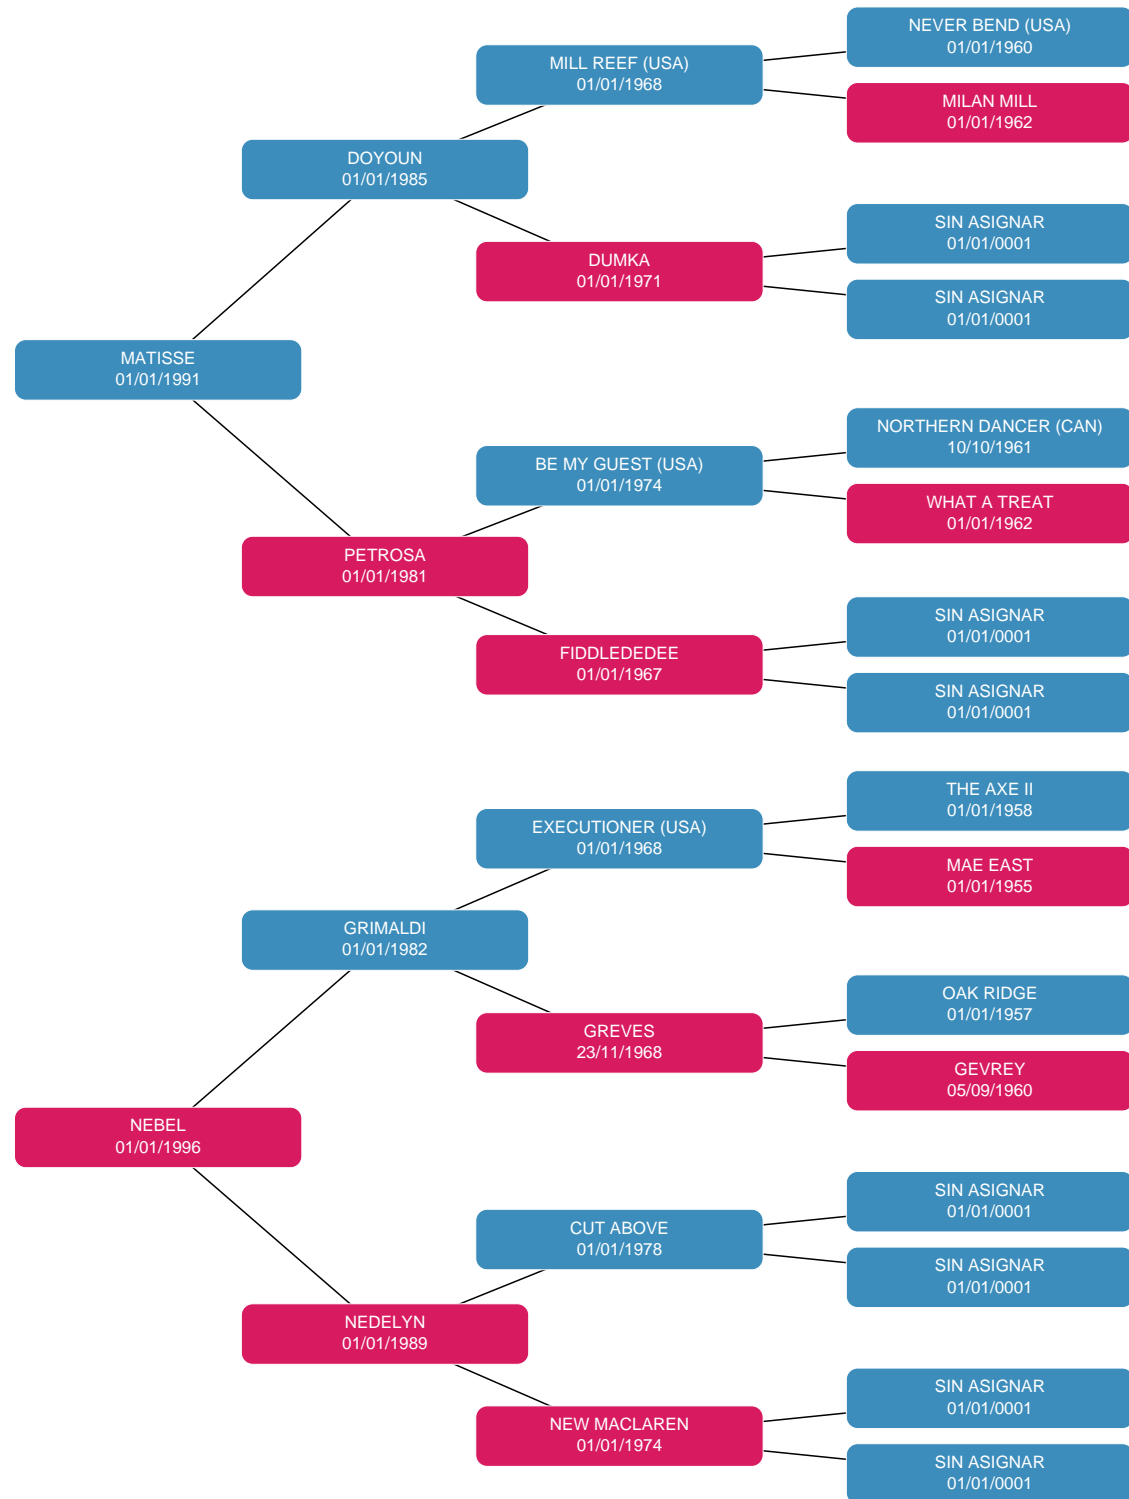 NEVER BEND (USA)
01/01/1960
MILL REEF (USA)
01/01/1968
MILAN MILL
01/01/1962
DOYOUN
01/01/1985
SIN ASIGNAR
01/01/0001
DUMKA
01/01/1971
SIN ASIGNAR
01/01/0001
MATISSE
01/01/1991
NORTHERN DANCER (CAN)
10/10/1961
BE MY GUEST (USA)
01/01/1974
WHAT A TREAT
01/01/1962
PETROSA
01/01/1981
SIN ASIGNAR
01/01/0001
FIDDLEDEDEE
01/01/1967
SIN ASIGNAR
01/01/0001
THE AXE II
01/01/1958
EXECUTIONER (USA)
01/01/1968
MAE EAST
01/01/1955
GRIMALDI
01/01/1982
OAK RIDGE
01/01/1957
GREVES
23/11/1968
GEVREY
05/09/1960
NEBEL
01/01/1996
SIN ASIGNAR
01/01/0001
CUT ABOVE
01/01/1978
SIN ASIGNAR
01/01/0001
NEDELYN
01/01/1989
SIN ASIGNAR
01/01/0001
NEW MACLAREN
01/01/1974
SIN ASIGNAR
01/01/0001